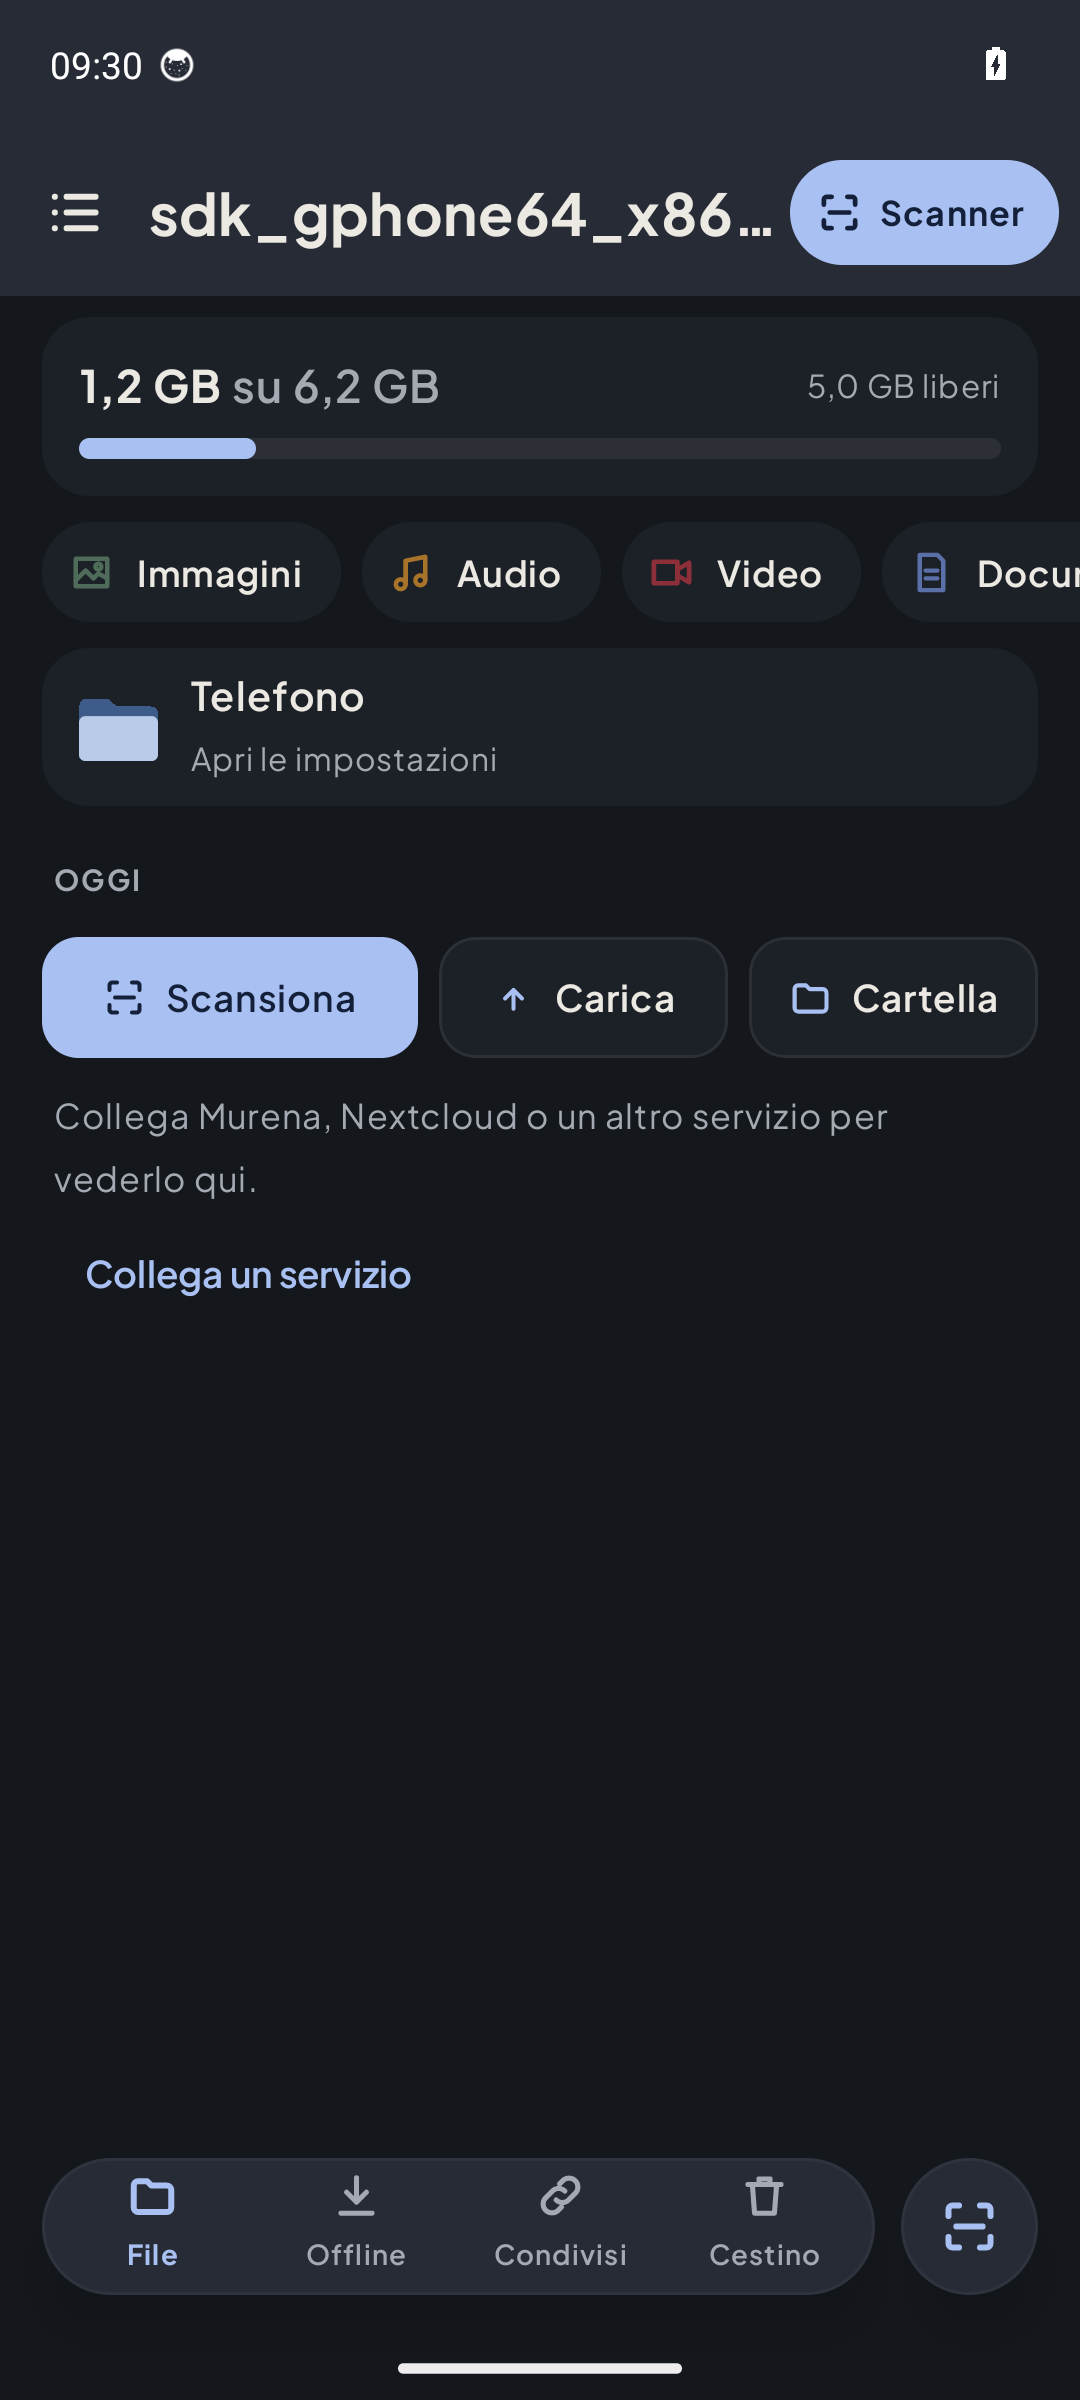 09:30
sdk_gphone64_x86…
Scanner
1,2 GB su 6,2 GB
5,0 GB liberi
Immagini
Audio
Video
Docu
Telefono
Apri le impostazioni
OGGI
Scansiona
Carica
Cartella
Collega Murena, Nextcloud o un altro servizio per
vederlo qui.
Collega un servizio
File
Offline
Condivisi
Cestino